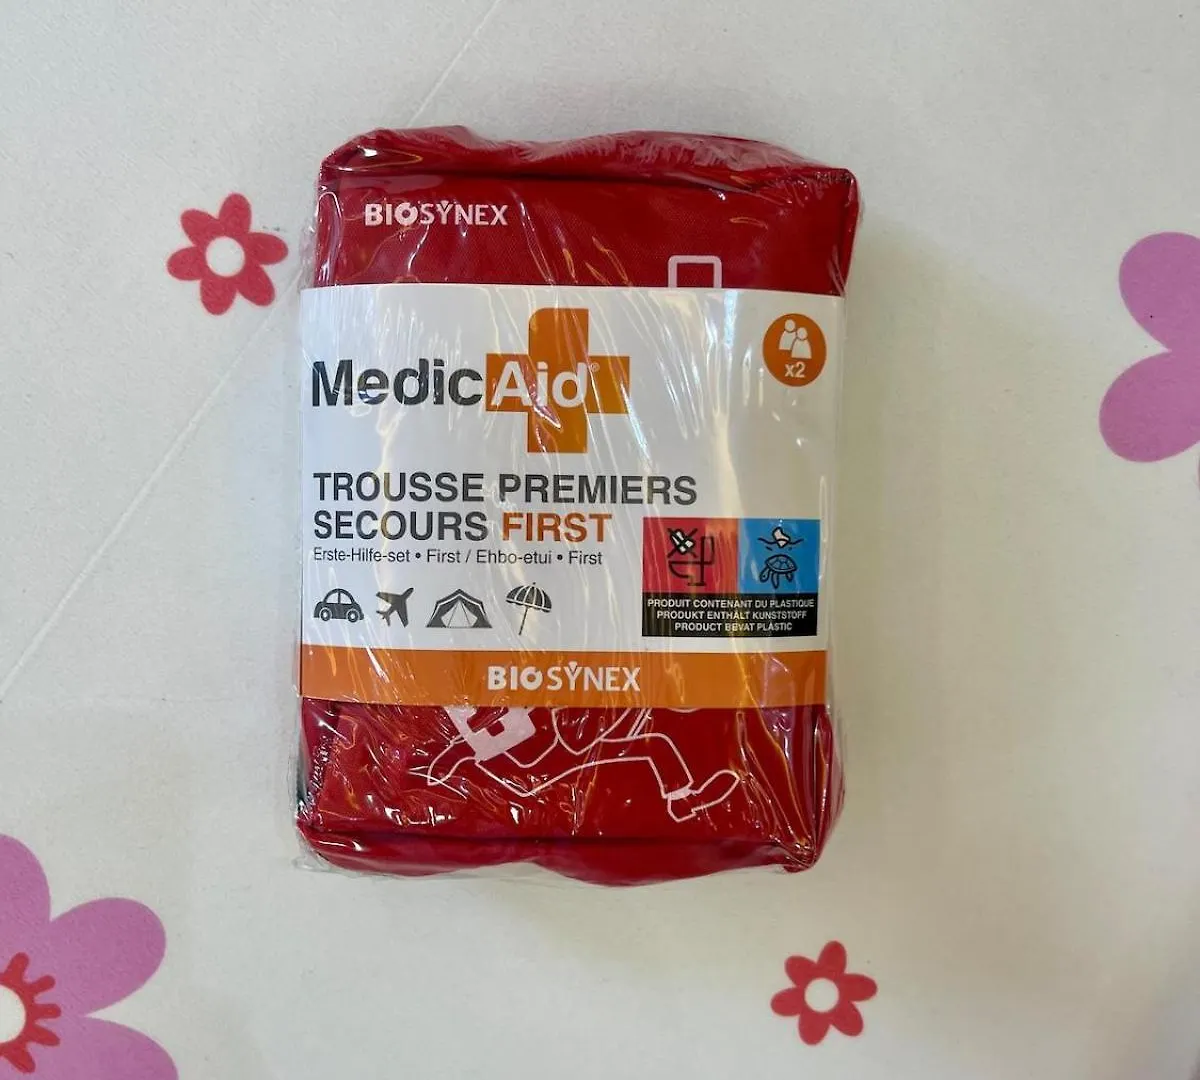 BIOSYNEX
MedicAid®
x2
TROUSSE PREMIERS
SECOURS FIRST
Erste-Hilfe-set • First / Ehbo-etui • First
PRODUIT CONTENANT DU PLASTIQUE
PRODUKT ENTHÄLT KUNSTSTOFF
PRODUCT BEVAT PLASTIC
BIOSYNEX